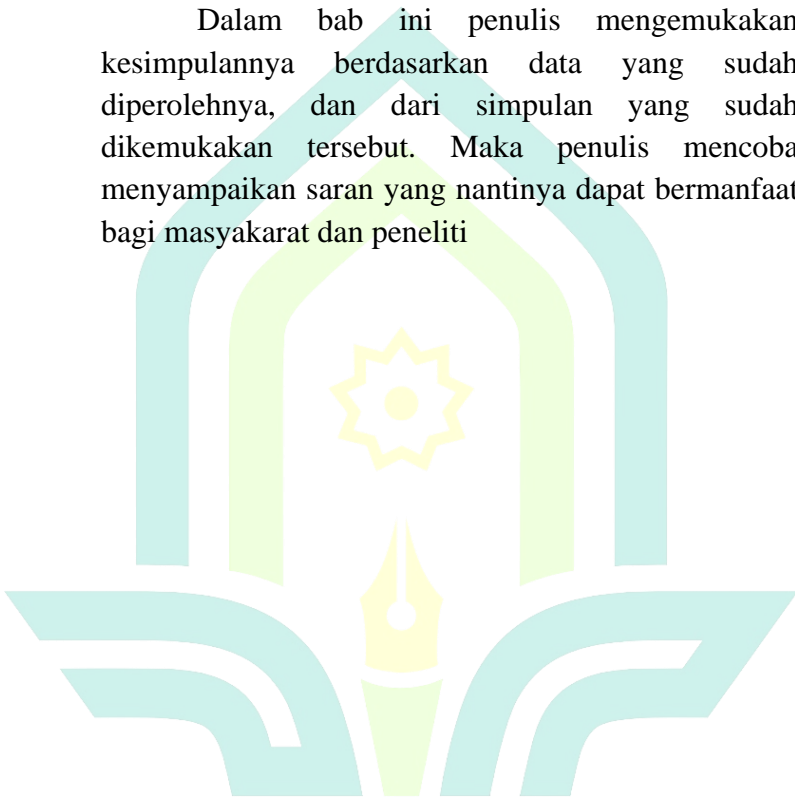 Dalam bab ini penulis mengemukakan
kesimpulannya berdasarkan data yang sudah
diperolehnya, dan dari simpulan yang sudah
dikemukakan tersebut. Maka penulis mencoba
menyampaikan saran yang nantinya dapat bermanfaat
bagi masyakarat dan peneliti